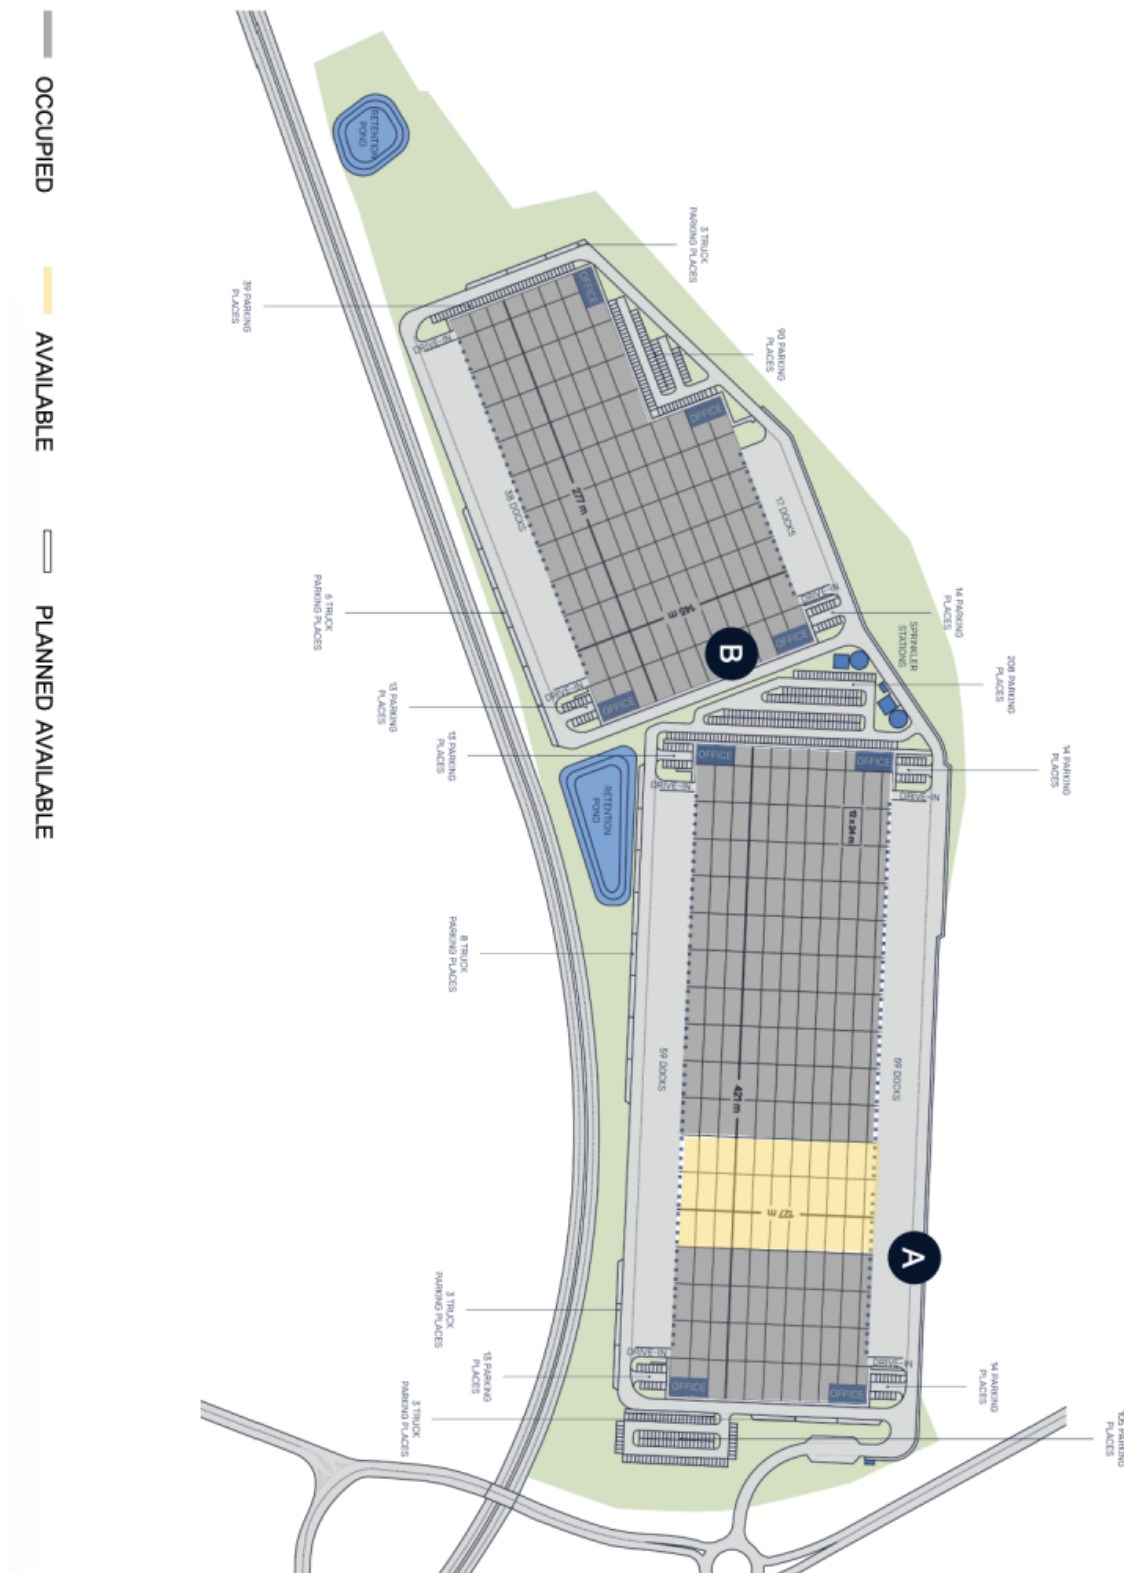 OCCUPIED
AVAILABLE
PLANNED AVAILABLE
RETENTION
POND
3 TRUCK
PARKING PLACES
39 PARKING
PLACES
90 PARKING
PLACES
OFFICE
OFFICE
DRIVE-IN
277 m
38 DOCKS
17 DOCKS
145 m
DRIVE-IN
14 PARKING
PLACES
SPRINKLER
STATIONS
6 TRUCK
PARKING PLACES
OFFICE
B
208 PARKING
PLACES
DRIVE-IN
OFFICE
13 PARKING
PLACES
13 PARKING
PLACES
14 PARKING
PLACES
OFFICE
OFFICE
DRIVE-IN
DRIVE-IN
RETENTION
POND
12 x 24 m
8 TRUCK
PARKING PLACES
59 DOCKS
59 DOCKS
421 m
127 m
A
3 TRUCK
PARKING PLACES
DRIVE-IN
DRIVE-IN
13 PARKING
PLACES
OFFICE
OFFICE
14 PARKING
PLACES
3 TRUCK
PARKING PLACES
105 PARKING
PLACES